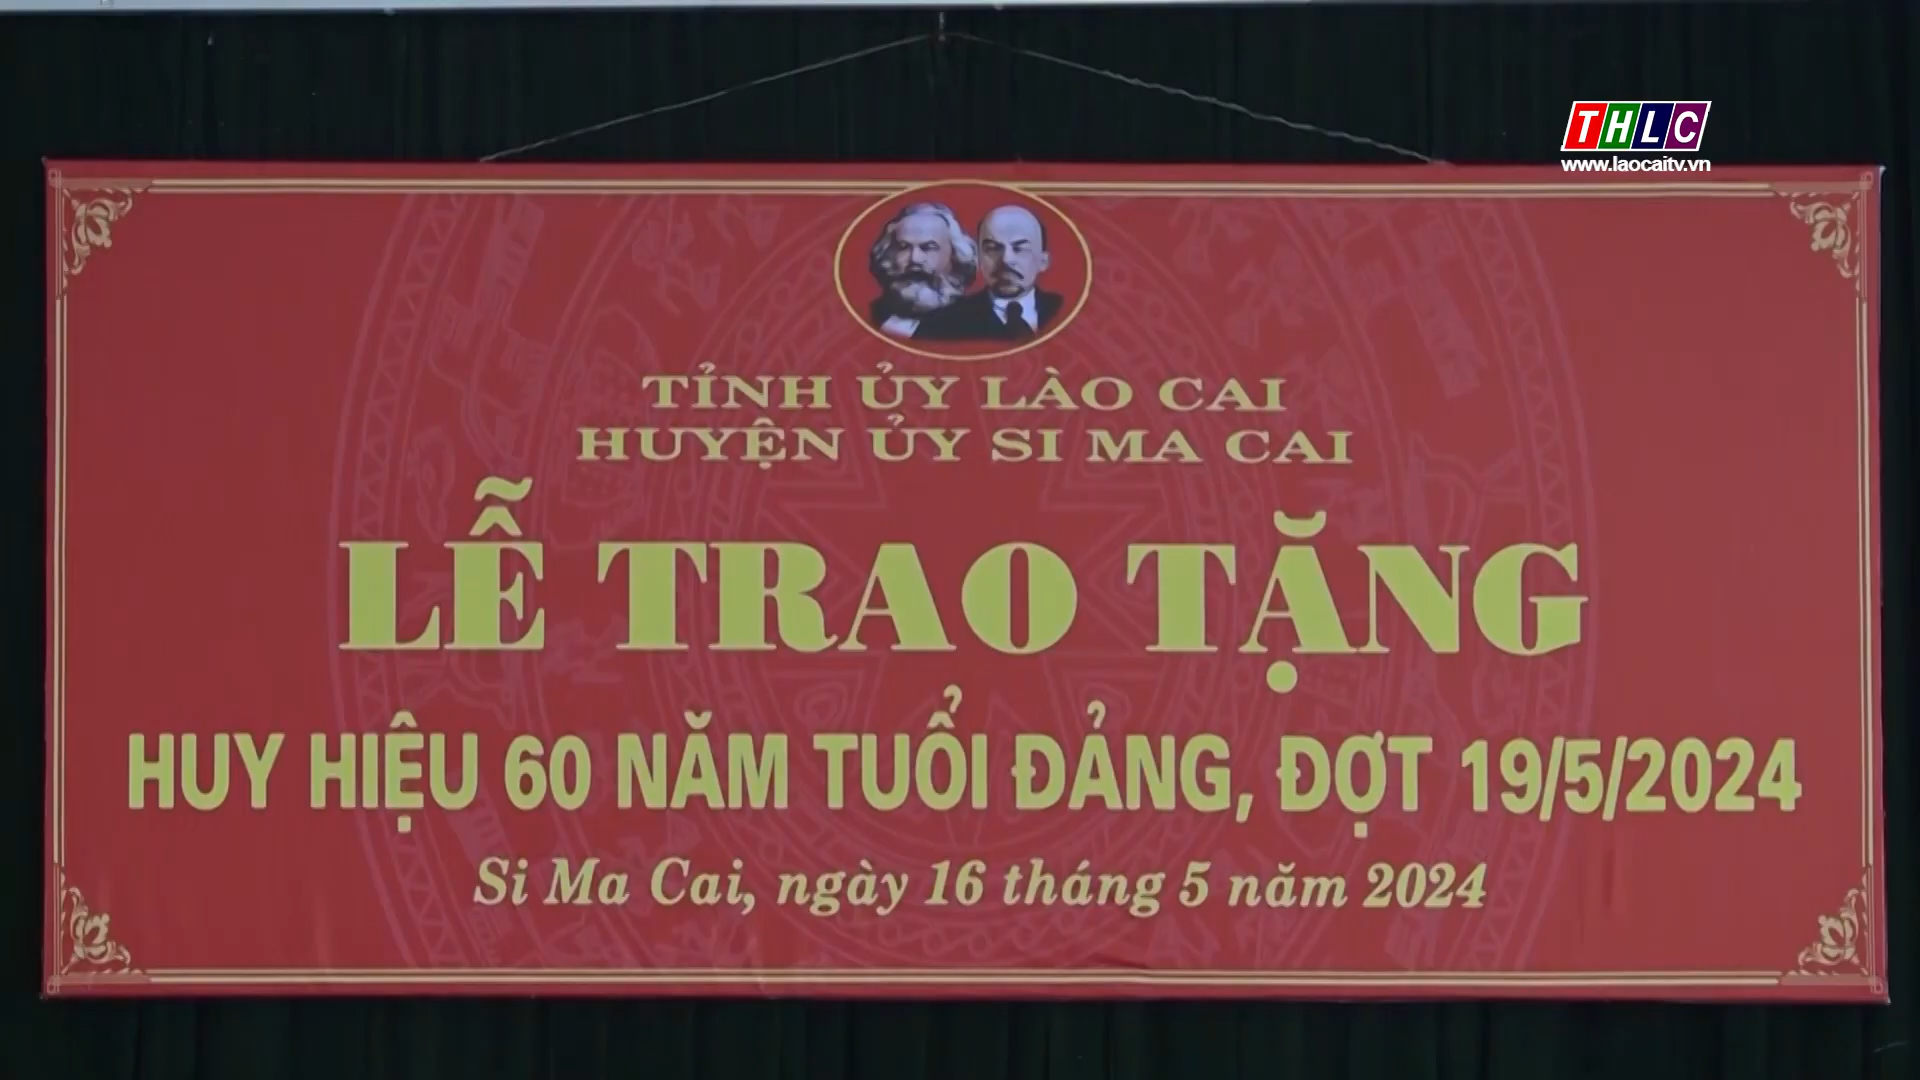 THLC
www.laocaitv.vn
TỈNH ỦY LÀO CAI
HUYỆN ỦY SI MA CAI
LỄ TRAO TẶNG
HUY HIỆU 60 NĂM TUỔI ĐẢNG, ĐỢT 19/5/2024
Si Ma Cai, ngày 16 tháng 5 năm 2024